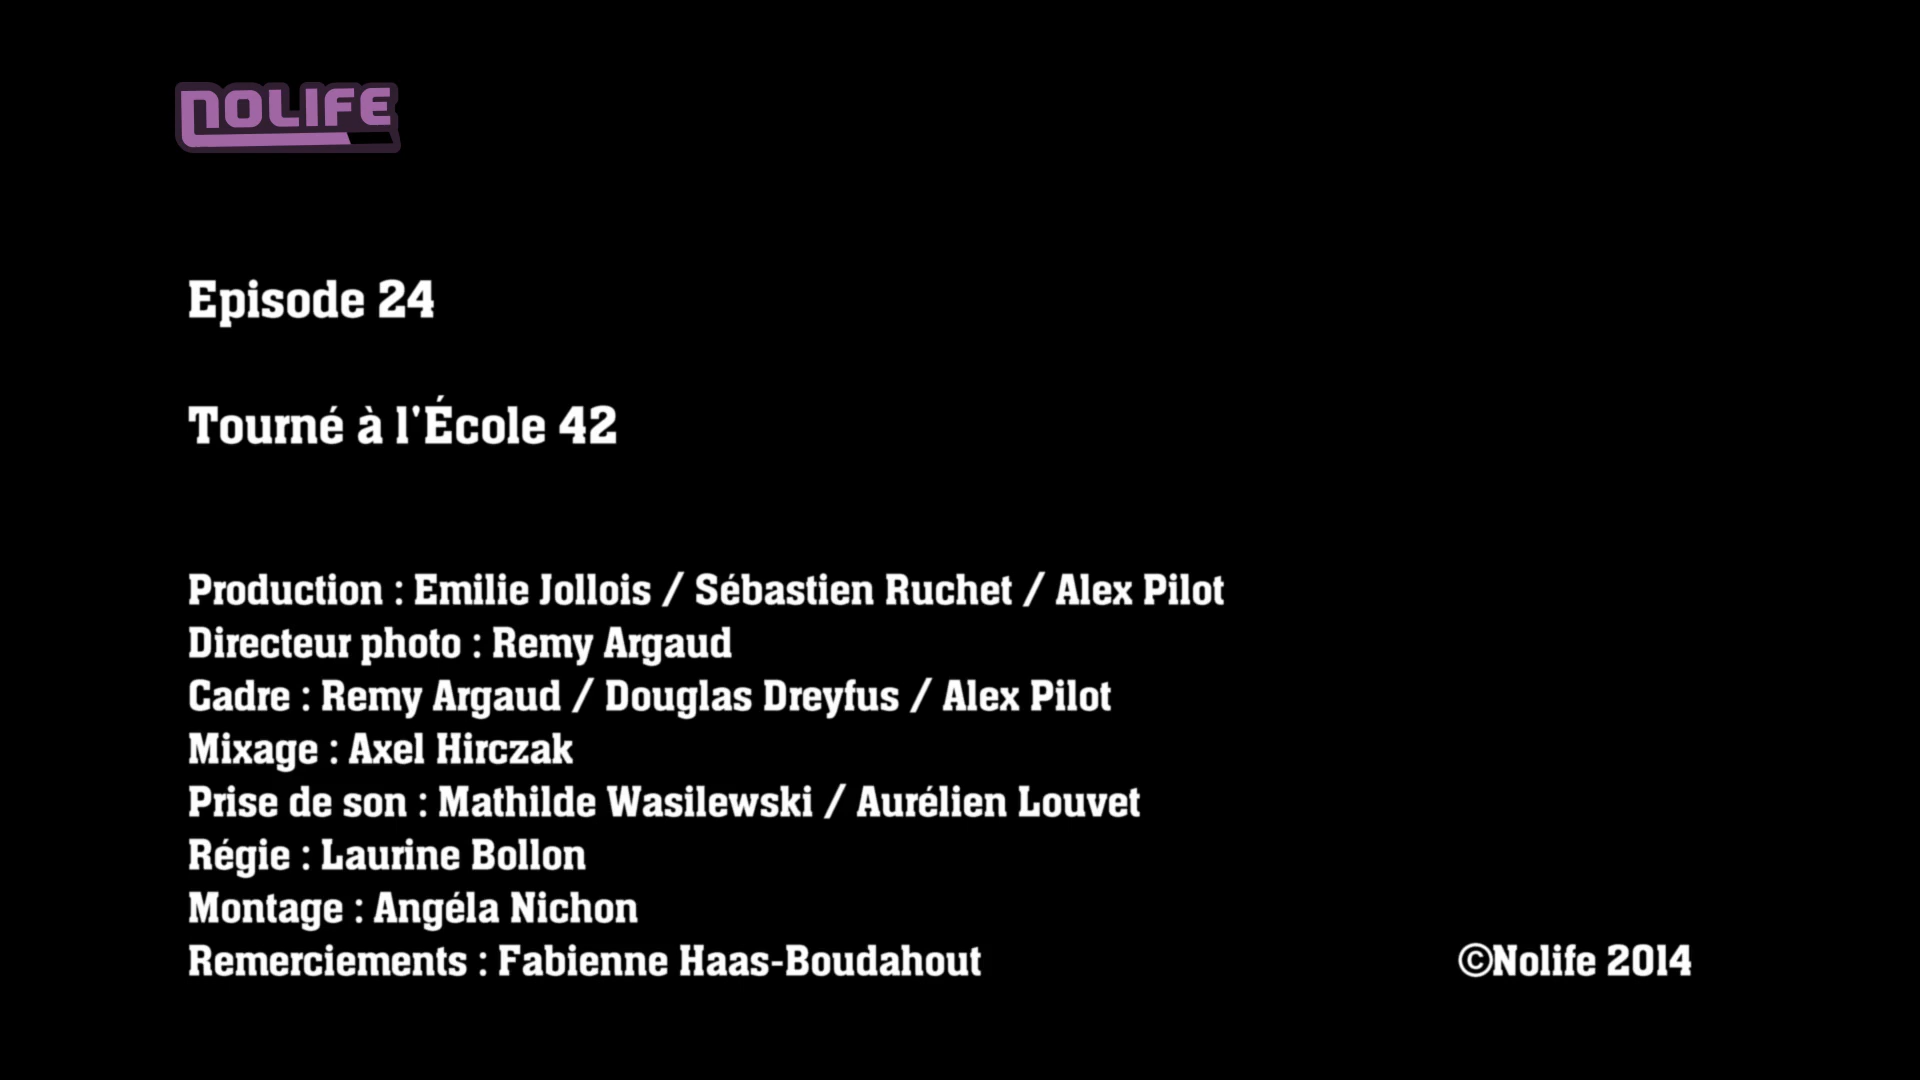 NOLIFE
Episode 24
Tourné à l'École 42
Production : Emilie Jollois / Sébastien Ruchet / Alex Pilot
Directeur photo : Remy Argaud
Cadre : Remy Argaud / Douglas Dreyfus / Alex Pilot
Mixage : Axel Hirczak
Prise de son : Mathilde Wasilewski / Aurélien Louvet
Régie : Laurine Bollon
Montage : Angéla Nichon
Remerciements : Fabienne Haas-Boudahout
©Nolife 2014